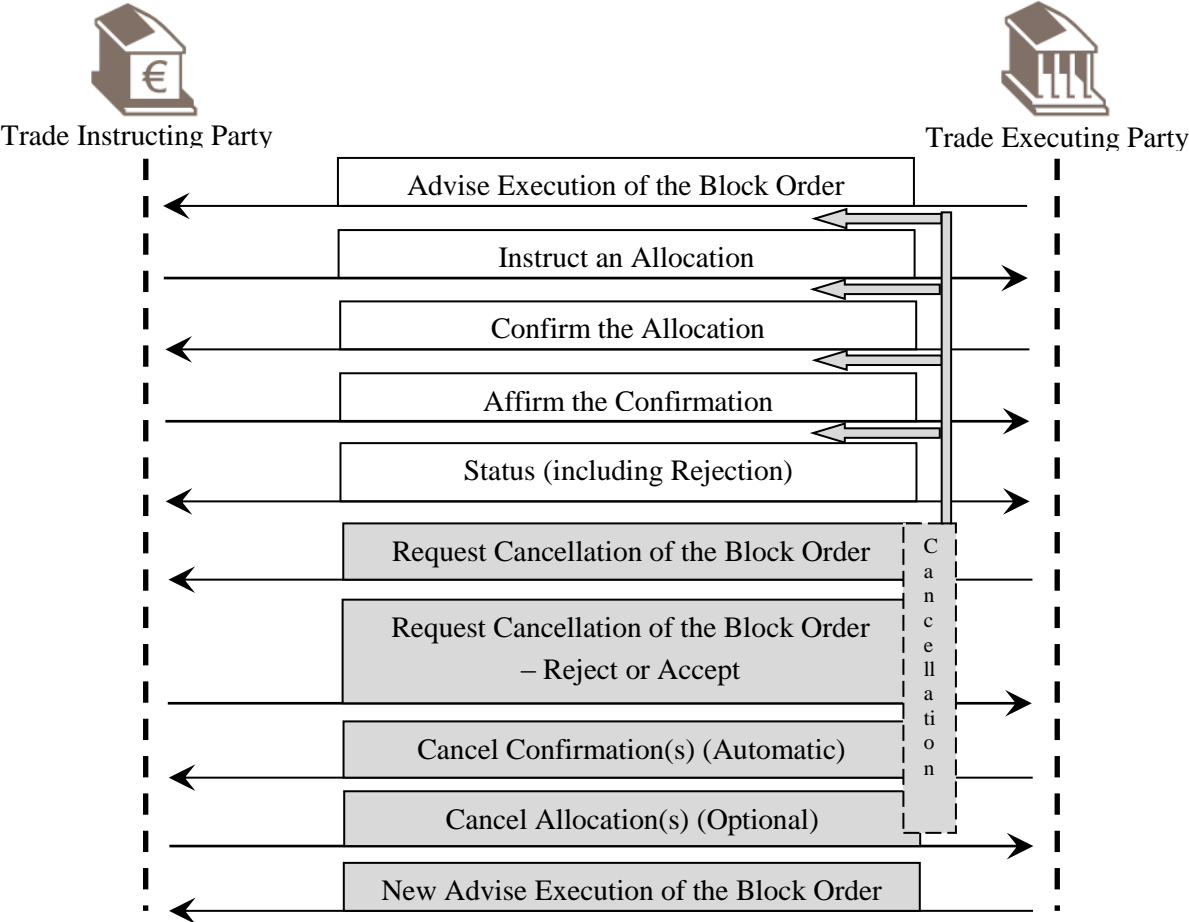 €
Trade Instructing Party
Trade Executing Party
Advise Execution of the Block Order
Instruct an Allocation
Confirm the Allocation
Affirm the Confirmation
Status (including Rejection)
Request Cancellation of the Block Order
Request Cancellation of the Block Order
– Reject or Accept
Cancel Confirmation(s) (Automatic)
Cancel Allocation(s) (Optional)
New Advise Execution of the Block Order
C
a
n
c
e
ll
a
ti
o
n